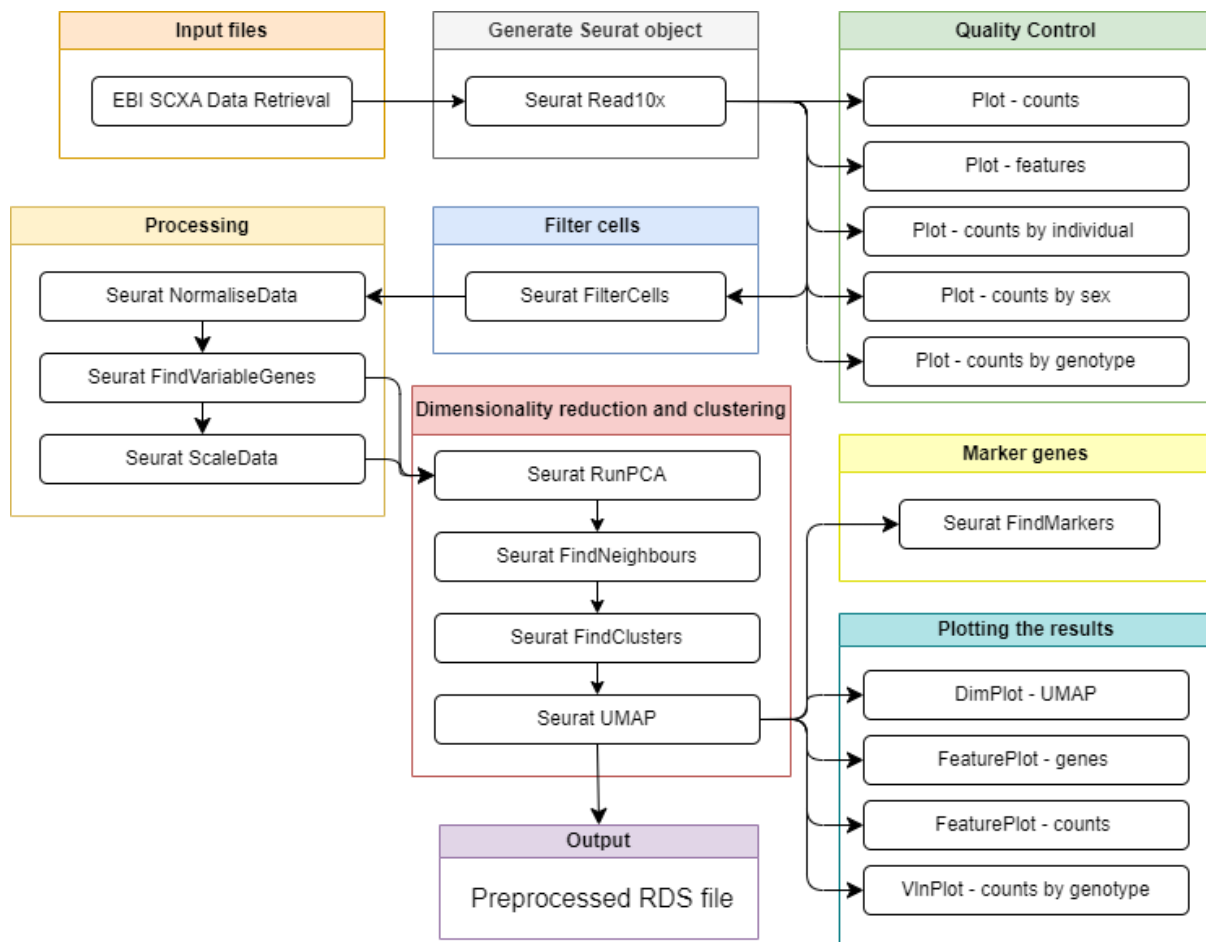 Input files
EBI SCXA Data Retrieval
Generate Seurat object
Seurat Read10x
Quality Control
Plot - counts
Plot - features
Plot - counts by individual
Plot - counts by sex
Plot - counts by genotype
Filter cells
Seurat FilterCells
Processing
Seurat NormaliseData
Seurat FindVariableGenes
Seurat ScaleData
Dimensionality reduction and clustering
Seurat RunPCA
Seurat FindNeighbours
Seurat FindClusters
Seurat UMAP
Marker genes
Seurat FindMarkers
Plotting the results
DimPlot - UMAP
FeaturePlot - genes
FeaturePlot - counts
VlnPlot - counts by genotype
Output
Preprocessed RDS file